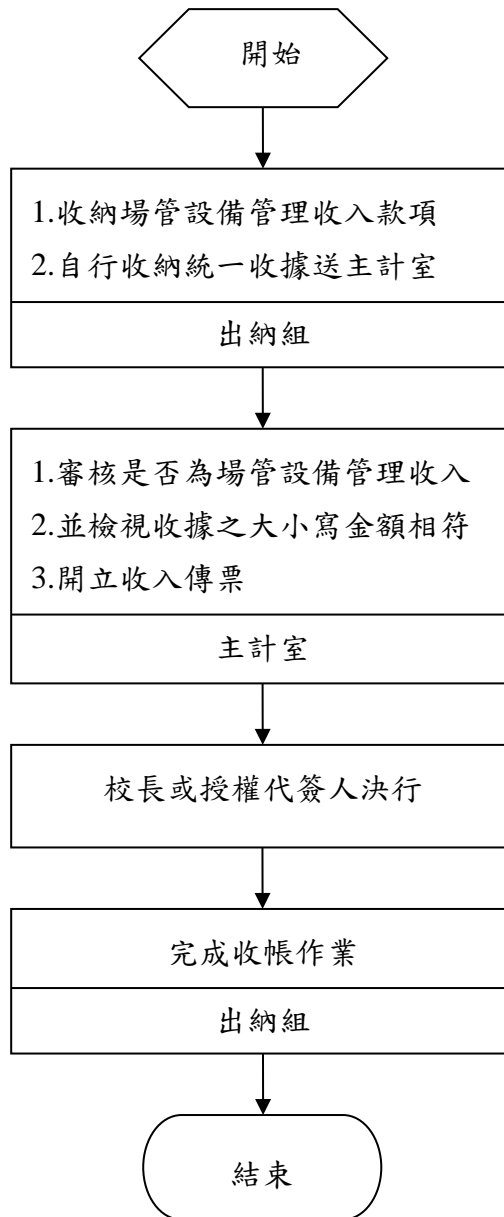 開始
1.收納場管設備管理收入款項
2.自行收納統一收據送主計室
出納組
1.審核是否為場管設備管理收入
2.並檢視收據之大小寫金額相符
3.開立收入傳票
主計室
校長或授權代簽人決行
完成收帳作業
出納組
結束